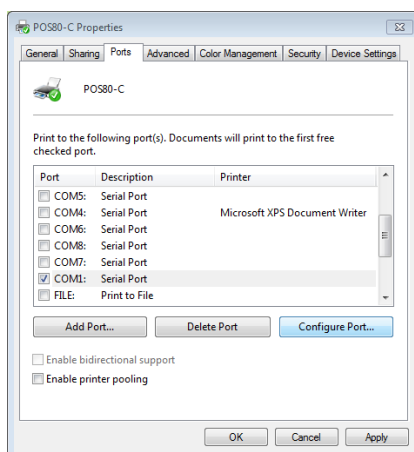 POS80-C Properties
General Sharing Ports Advanced Color Management Security Device Settings
POS80-C
Print to the following port(s). Documents will print to the first free
checked port.
Port Description Printer
COM5: Serial Port
COM4: Serial Port Microsoft XPS Document Writer
COM6: Serial Port
COM8: Serial Port
COM7: Serial Port
COM1: Serial Port
FILE: Print to File
Add Port... Delete Port Configure Port...
Enable bidirectional support
Enable printer pooling
OK Cancel Apply